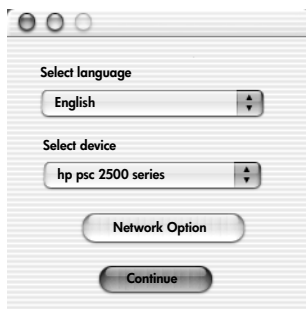 Select language
English
Select device
hp psc 2500 series
Network Option
Continue